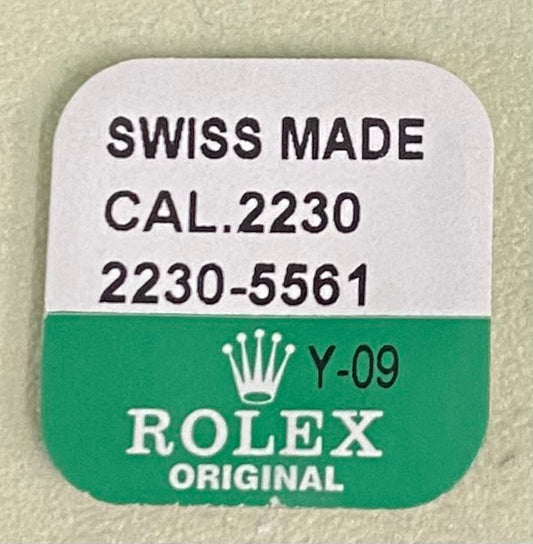 SWISS MADE
CAL.2230
2230-5561
Y-09
ROLEX
ORIGINAL